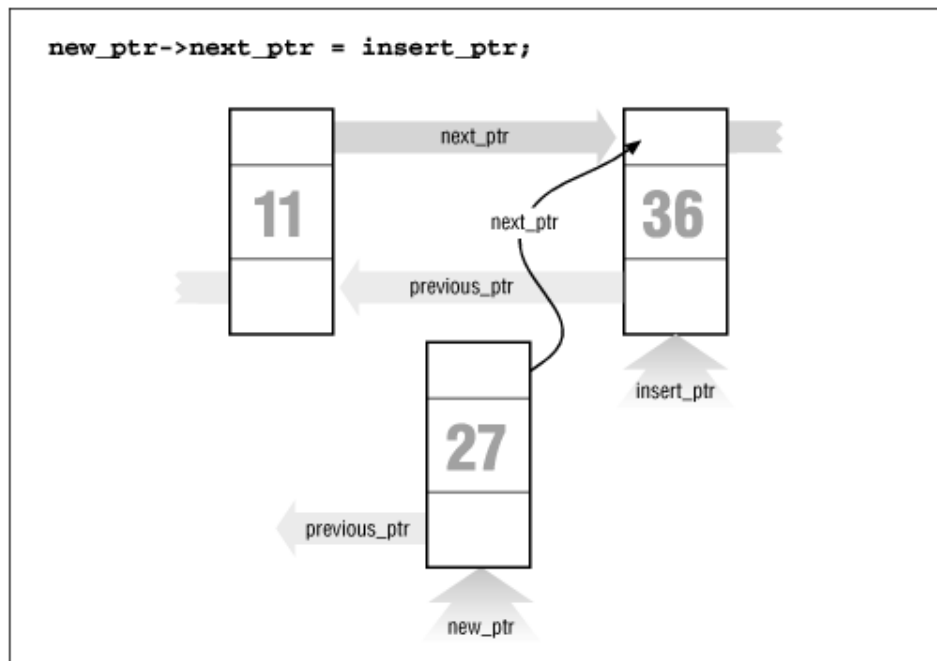 new_ptr->next_ptr = insert_ptr;
next_ptr
11
36
next_ptr
previous_ptr
insert_ptr
27
previous_ptr
new_ptr